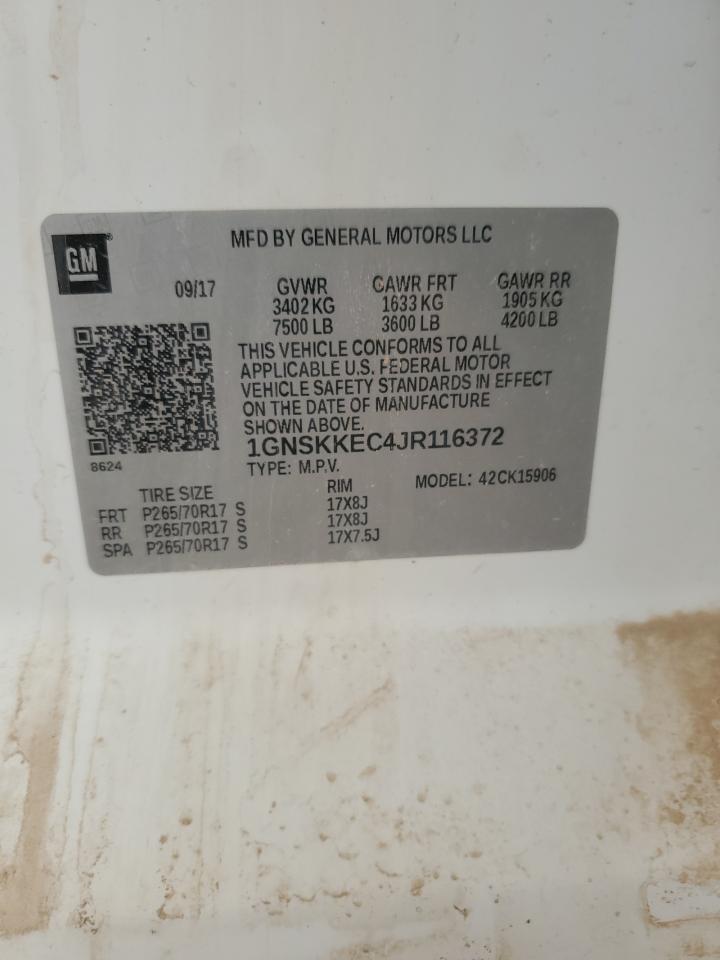 GM
MFD BY GENERAL MOTORS LLC
09/17
GVWR
3402 KG
7500 LB
GAWR FRT
1633 KG
3600 LB
GAWR RR
1905 KG
4200 LB
THIS VEHICLE CONFORMS TO ALL
APPLICABLE U.S. FEDERAL MOTOR
VEHICLE SAFETY STANDARDS IN EFFECT
ON THE DATE OF MANUFACTURE
SHOWN ABOVE.
1GNSKKEC4JR116372
8624
TYPE: M.P.V.
MODEL: 42CK15906
TIRE SIZE RIM
FRT P265/70R17 S 17X8J
RR P265/70R17 S 17X8J
SPA P265/70R17 S 17X7.5J